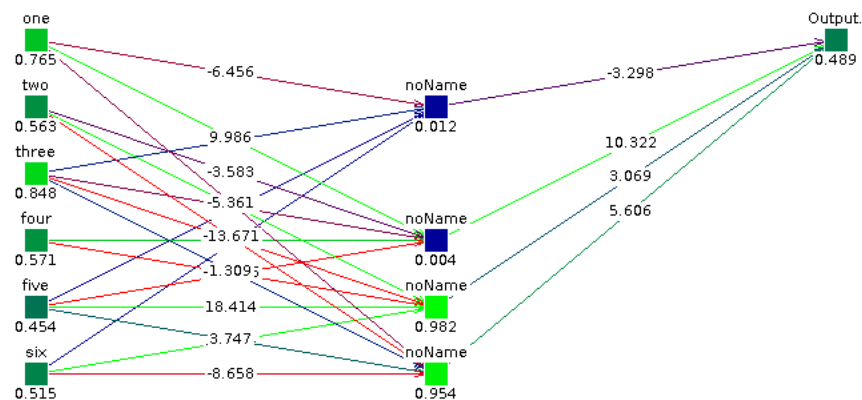 one
0.765
two
0.563
three
0.848
four
0.571
five
0.454
six
0.515
-6.456
9.986
-3.583
-5.361
-13.671
-1.309
18.414
3.747
-8.658
noName
0.012
noName
0.004
noName
0.982
noName
0.954
-3.298
10.322
3.069
5.606
Output.
0.489